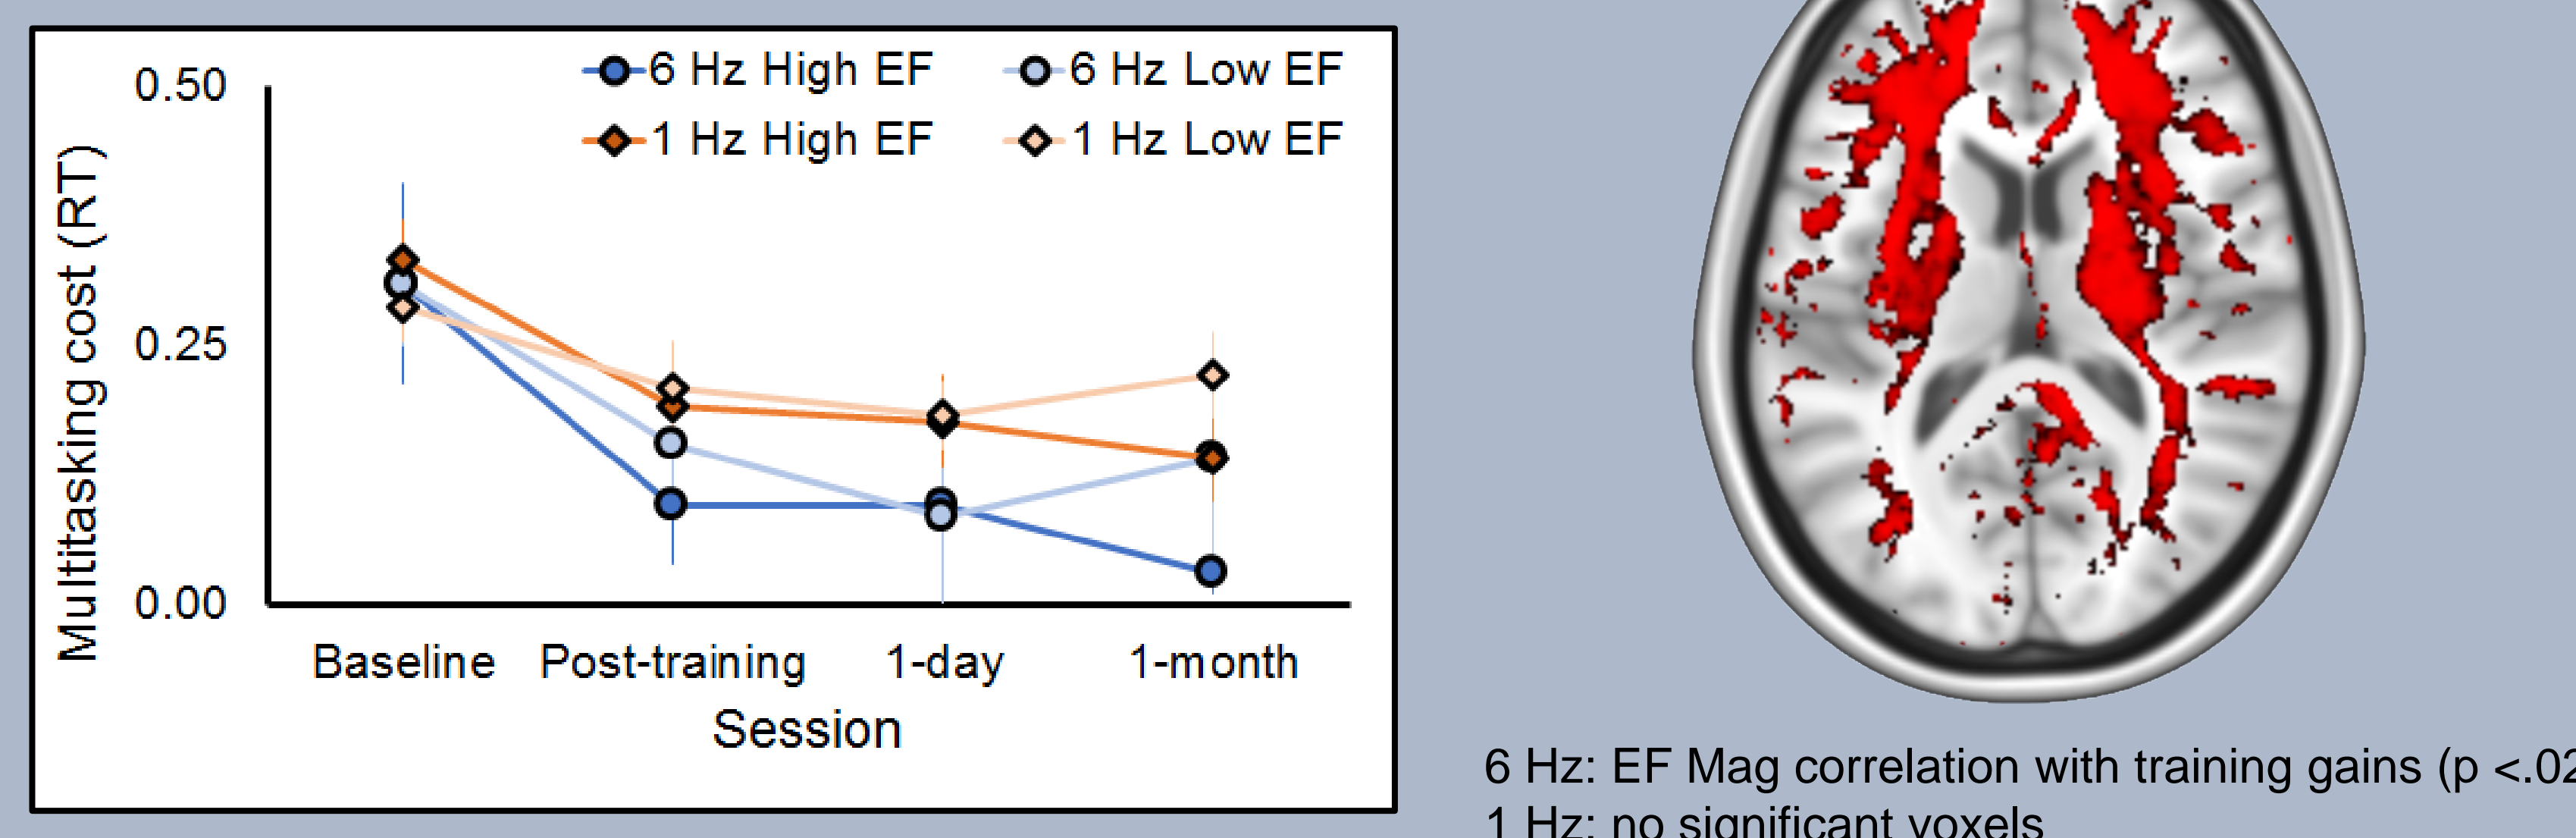 6 Hz High EF
6 Hz Low EF
1 Hz High EF
1 Hz Low EF
0.50
0.25
0.00
Multitasking cost (RT)
Baseline
Post-training
1-day
1-month
Session
6 Hz: EF Mag correlation with training gains (p <.02
1 Hz: no significant voxels